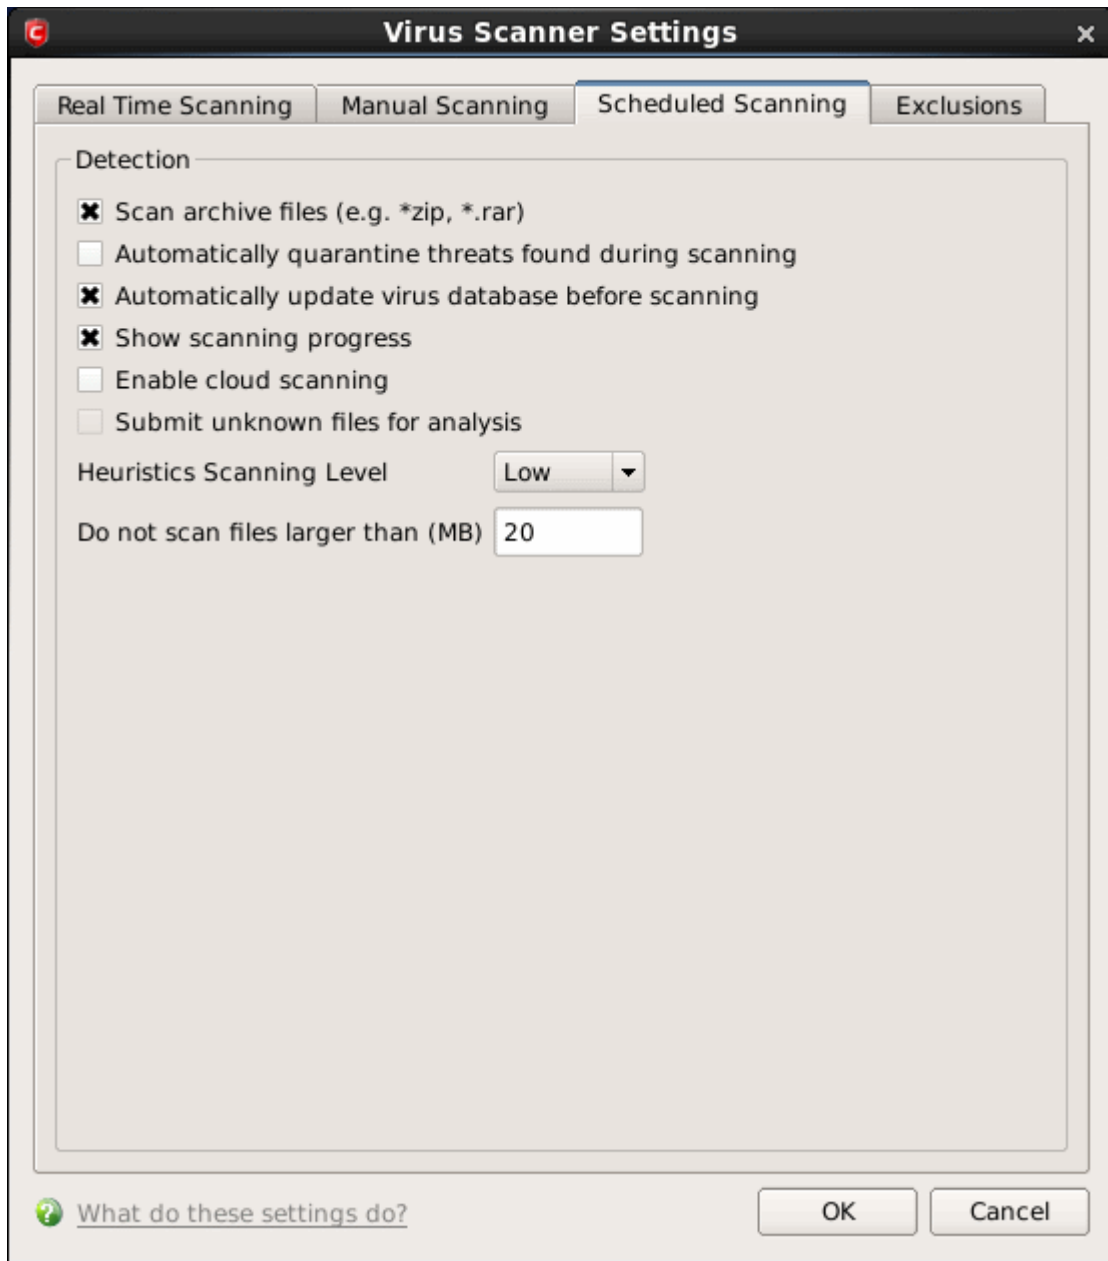 Virus Scanner Settings
Real Time Scanning Manual Scanning Scheduled Scanning Exclusions
Detection
Scan archive files (e.g. *zip, *.rar)
Automatically quarantine threats found during scanning
Automatically update virus database before scanning
Show scanning progress
Enable cloud scanning
Submit unknown files for analysis
Heuristics Scanning Level Low
Do not scan files larger than (MB) 20
What do these settings do? OK Cancel